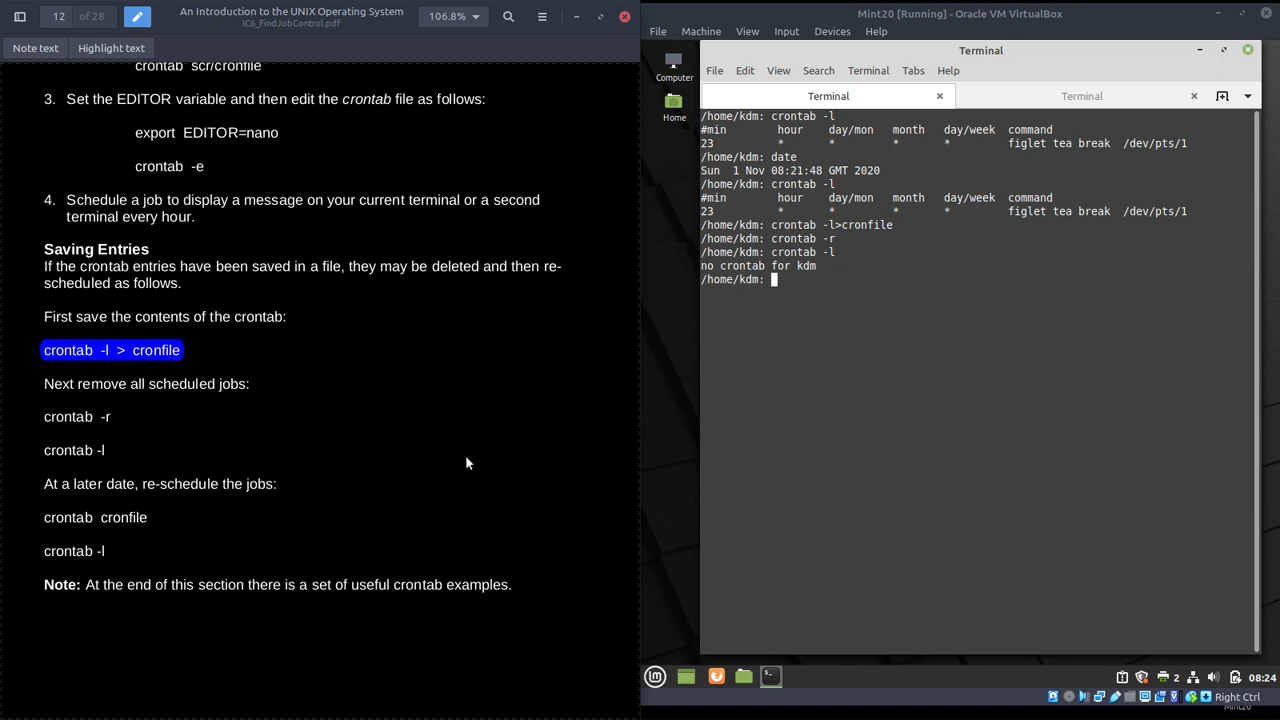 12 of 28
An Introduction to the UNIX Operating System
IC6_FindJobControl.pdf
106.8%
Note text Highlight text
crontab scr/cronfile
3. Set the EDITOR variable and then edit the crontab file as follows:
export EDITOR=nano
crontab -e
4. Schedule a job to display a message on your current terminal or a second
terminal every hour.
Saving Entries
If the crontab entries have been saved in a file, they may be deleted and then re-
scheduled as follows.
First save the contents of the crontab:
crontab -l > cronfile
Next remove all scheduled jobs:
crontab -r
crontab -l
At a later date, re-schedule the jobs:
crontab cronfile
crontab -l
Note: At the end of this section there is a set of useful crontab examples.
Mint20 [Running] - Oracle VM VirtualBox
File Machine View Input Devices Help
Computer
Home
Terminal
File Edit View Search Terminal Tabs Help
Terminal Terminal
/home/kdm: crontab -l
#min hour day/mon month day/week command
23 * * * * figlet tea break /dev/pts/1
/home/kdm: date
Sun 1 Nov 08:21:48 GMT 2020
/home/kdm: crontab -l
#min hour day/mon month day/week command
23 * * * * figlet tea break /dev/pts/1
/home/kdm: crontab -l>cronfile
/home/kdm: crontab -r
/home/kdm: crontab -l
no crontab for kdm
/home/kdm:
2 08:24
Right Ctrl
Mint20